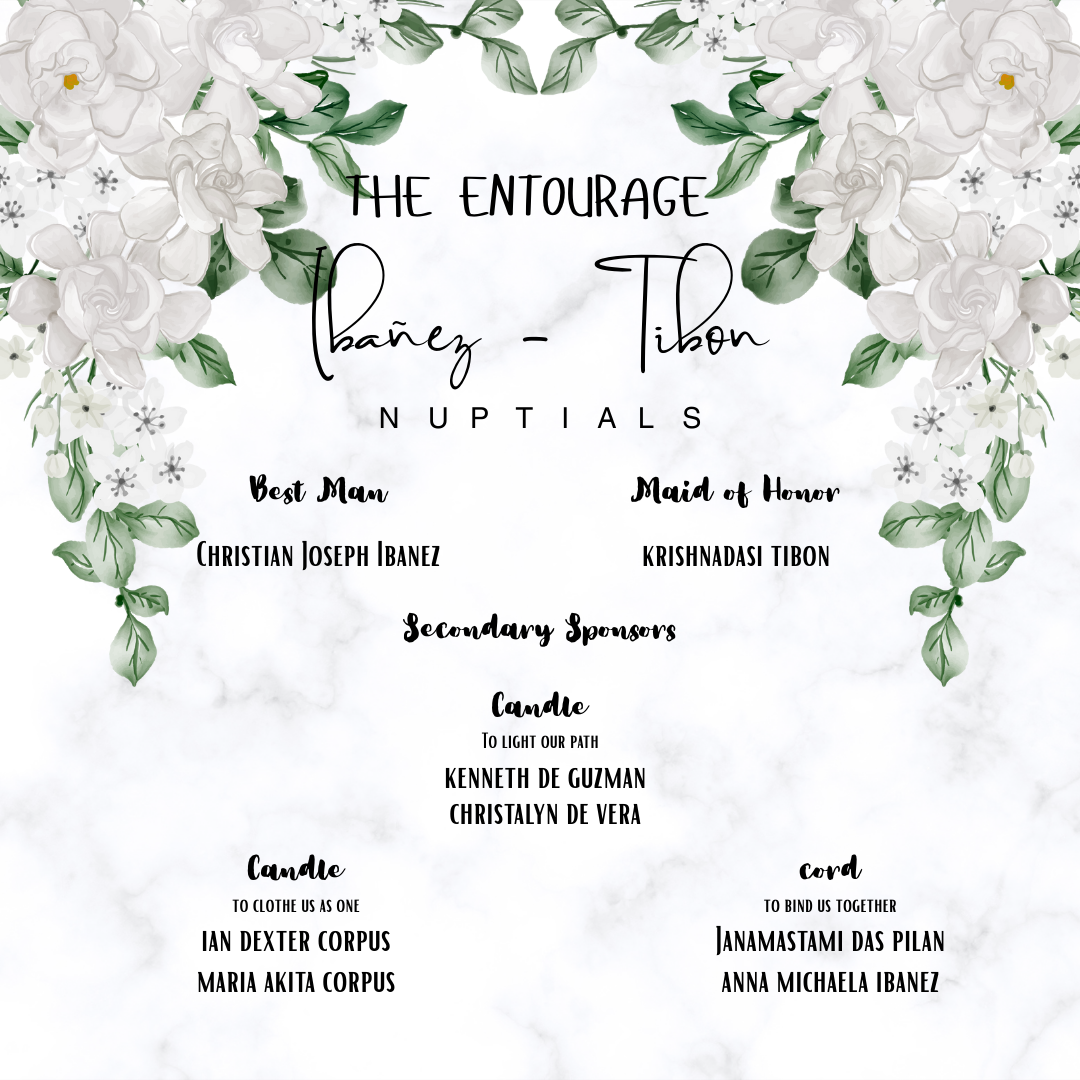 THE ENTOURAGE
Ibañez - Tibon
NUPTIALS
Best Man
Christian Joseph Ibanez
Maid of Honor
KRISHNADASI TIBON
Secondary Sponsors
Candle
To light our path
KENNETH DE GUZMAN
CHRISTALYN DE VERA
Candle
TO CLOTHE US AS ONE
IAN DEXTER CORPUS
MARIA AKITA CORPUS
cord
TO BIND US TOGETHER
Janamastami das pilan
ANNA MICHAELA IBANEZ